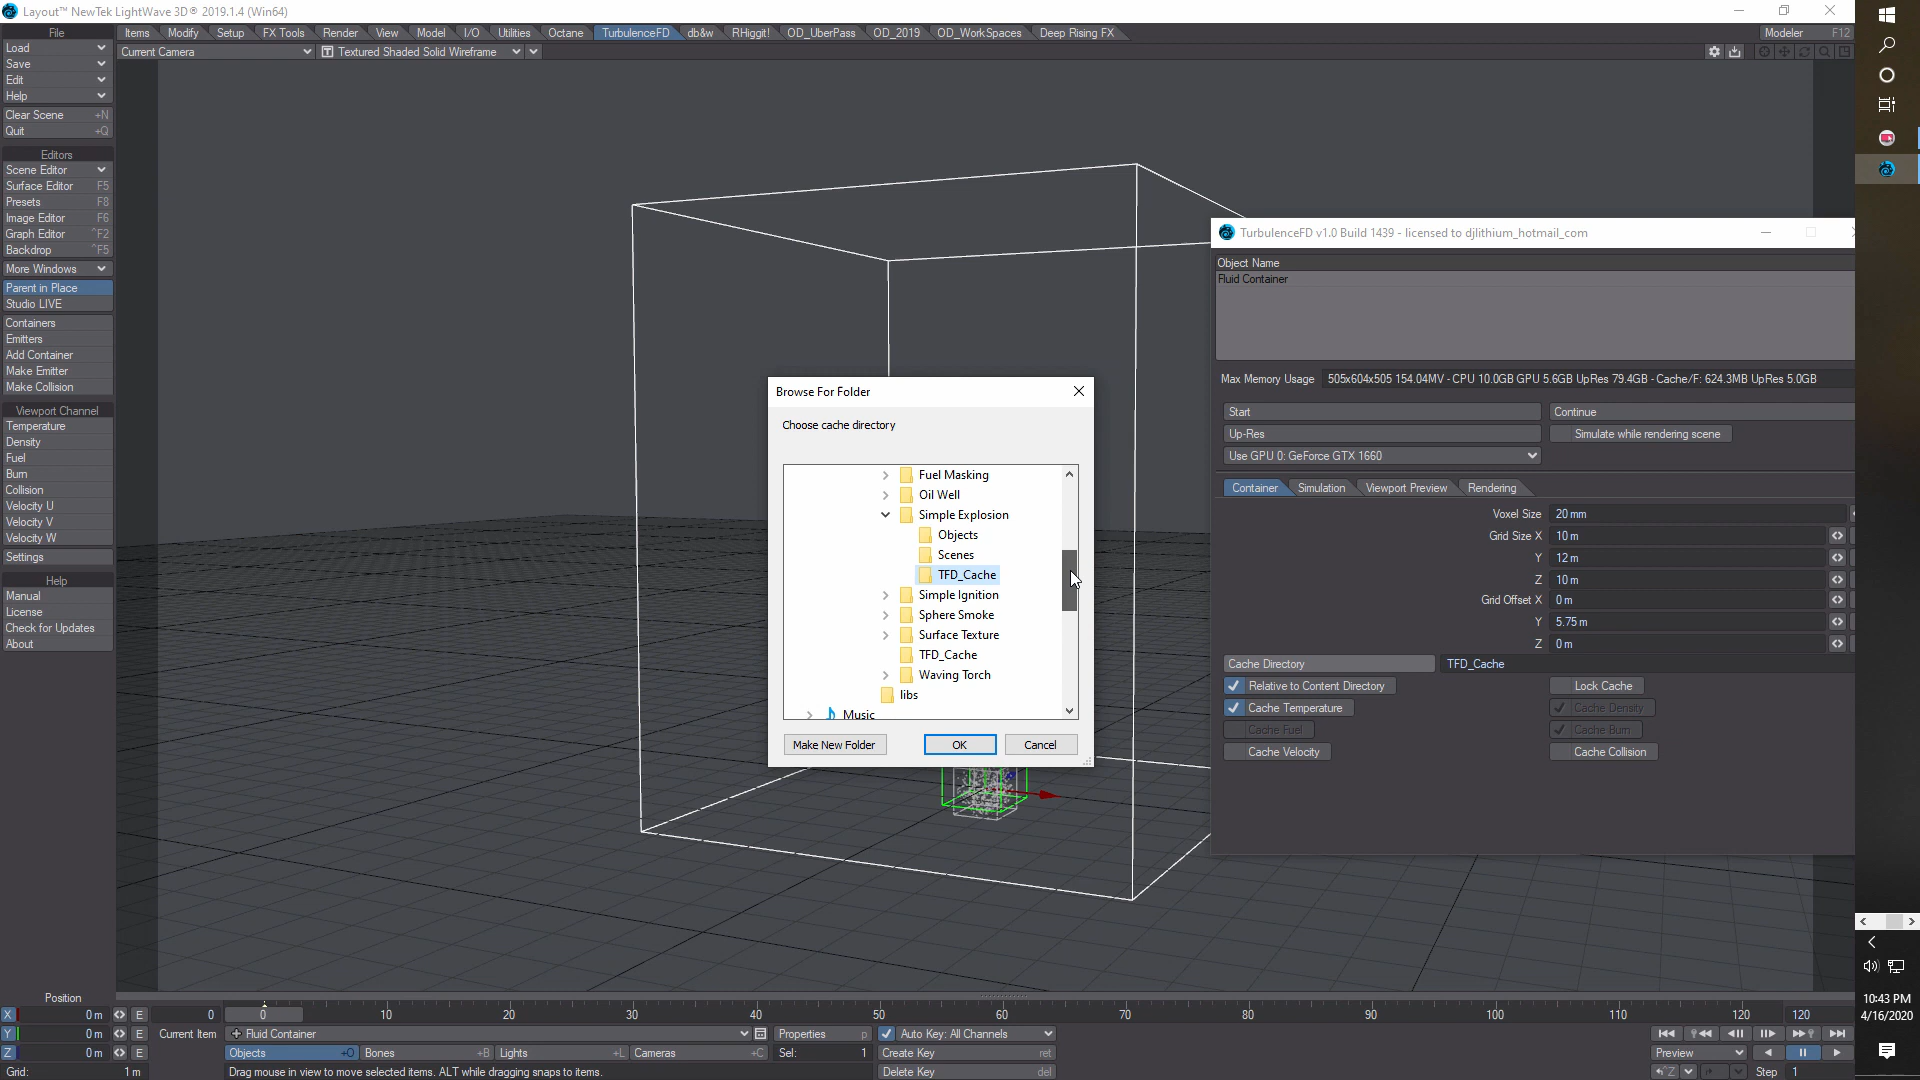 Layout™ NewTek LightWave 3D® 2019.1.4 (Win64)
File
Items Modify Setup FX Tools Render View Model I/O Utilities Octane TurbulenceFD db&w RHiggit! OD_UberPass OD_2019 OD_WorkSpaces Deep Rising FX
Modeler F12
Load
Current Camera
T Textured Shaded Solid Wireframe
Save
Edit
Help
Clear Scene +N
Quit +Q
Editors
Scene Editor
Surface Editor F5
Presets F8
Image Editor F6
Graph Editor ^F2
Backdrop ^F5
More Windows
Parent in Place
Studio LIVE
Containers
Emitters
Add Container
Make Emitter
Make Collision
Viewport Channel
Temperature
Density
Fuel
Burn
Collision
Velocity U
Velocity V
Velocity W
Settings
Help
Manual
License
Check for Updates
About
TurbulenceFD v1.0 Build 1439 - licensed to djlithium_hotmail_com
Object Name
Fluid Container
Max Memory Usage 505x604x505 154.04MV - CPU 10.0GB GPU 5.6GB UpRes 79.4GB - Cache/F: 624.3MB UpRes 5.0GB
Start
Continue
Up-Res
Simulate while rendering scene
Use GPU 0: GeForce GTX 1660
Container Simulation Viewport Preview Rendering
Voxel Size 20 mm
Grid Size X 10 m
Y 12 m
Z 10 m
Grid Offset X 0 m
Y 5.75 m
Z 0 m
Cache Directory TFD_Cache
Relative to Content Directory
Lock Cache
Cache Temperature
Cache Density
Cache Fuel
Cache Burn
Cache Velocity
Cache Collision
Browse For Folder
Choose cache directory
Fuel Masking
Oil Well
Simple Explosion
Objects
Scenes
TFD_Cache
Simple Ignition
Sphere Smoke
Surface Texture
TFD_Cache
Waving Torch
libs
Music
Make New Folder
OK
Cancel
Position
X 0 m E
0
0 10 20 30 40 50 60 70 80 90 100 110 120
120
Y 0 m E
Current Item
Fluid Container
Properties p
Auto Key: All Channels
Z 0 m E
Objects +O
Bones +B
Lights +L
Cameras +C
Sel: 1
Create Key ret
Preview
Grid: 1 m
Drag mouse in view to move selected items. ALT while dragging snaps to items.
Delete Key del
^Z
Step 1
10:43 PM
4/16/2020